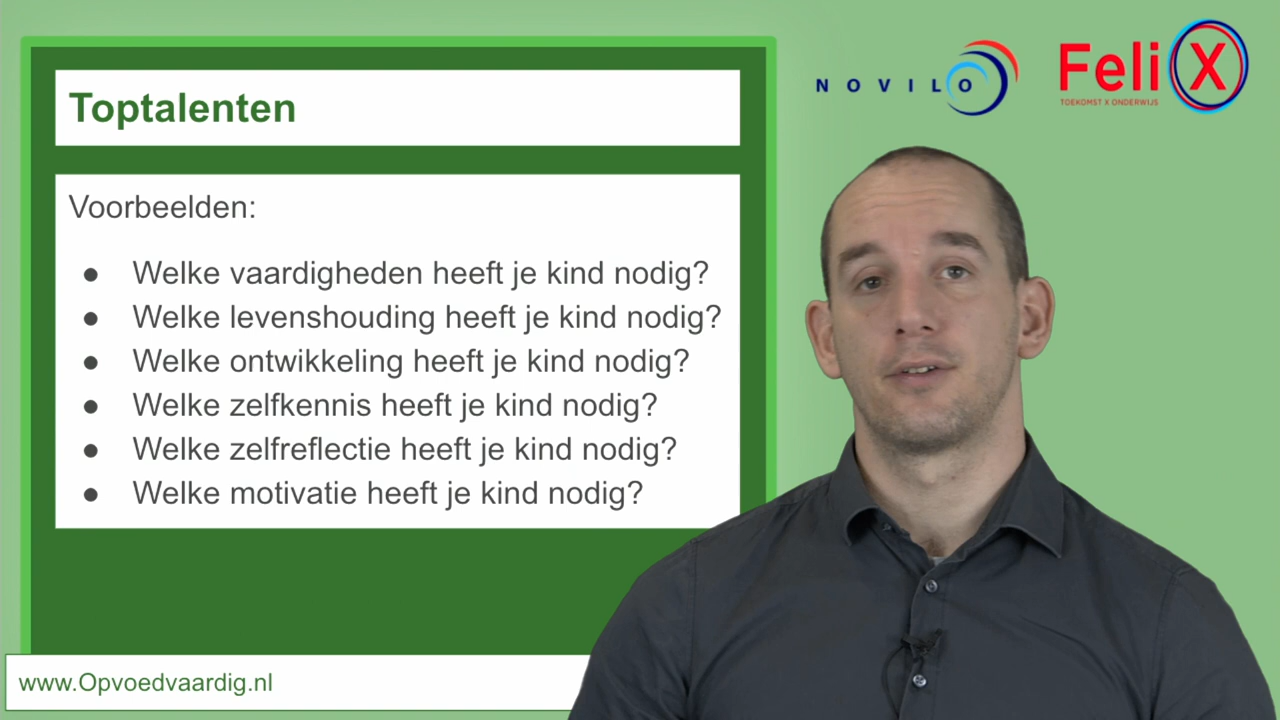 Toptalenten
NOVILO
FeliX
TOEKOMST X ONDERWIJS
Voorbeelden:
● Welke vaardigheden heeft je kind nodig?
● Welke levenshouding heeft je kind nodig?
● Welke ontwikkeling heeft je kind nodig?
● Welke zelfkennis heeft je kind nodig?
● Welke zelfreflectie heeft je kind nodig?
● Welke motivatie heeft je kind nodig?
www.Opvoedvaardig.nl